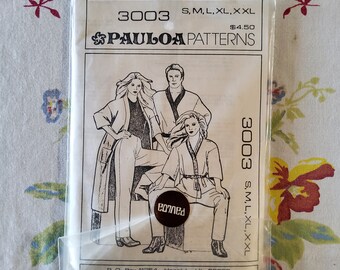 3003 S, M, L, XL, XXL
$4.50
PAULOA PATTERNS
3003 S, M, L, XL, XXL
PAULOA